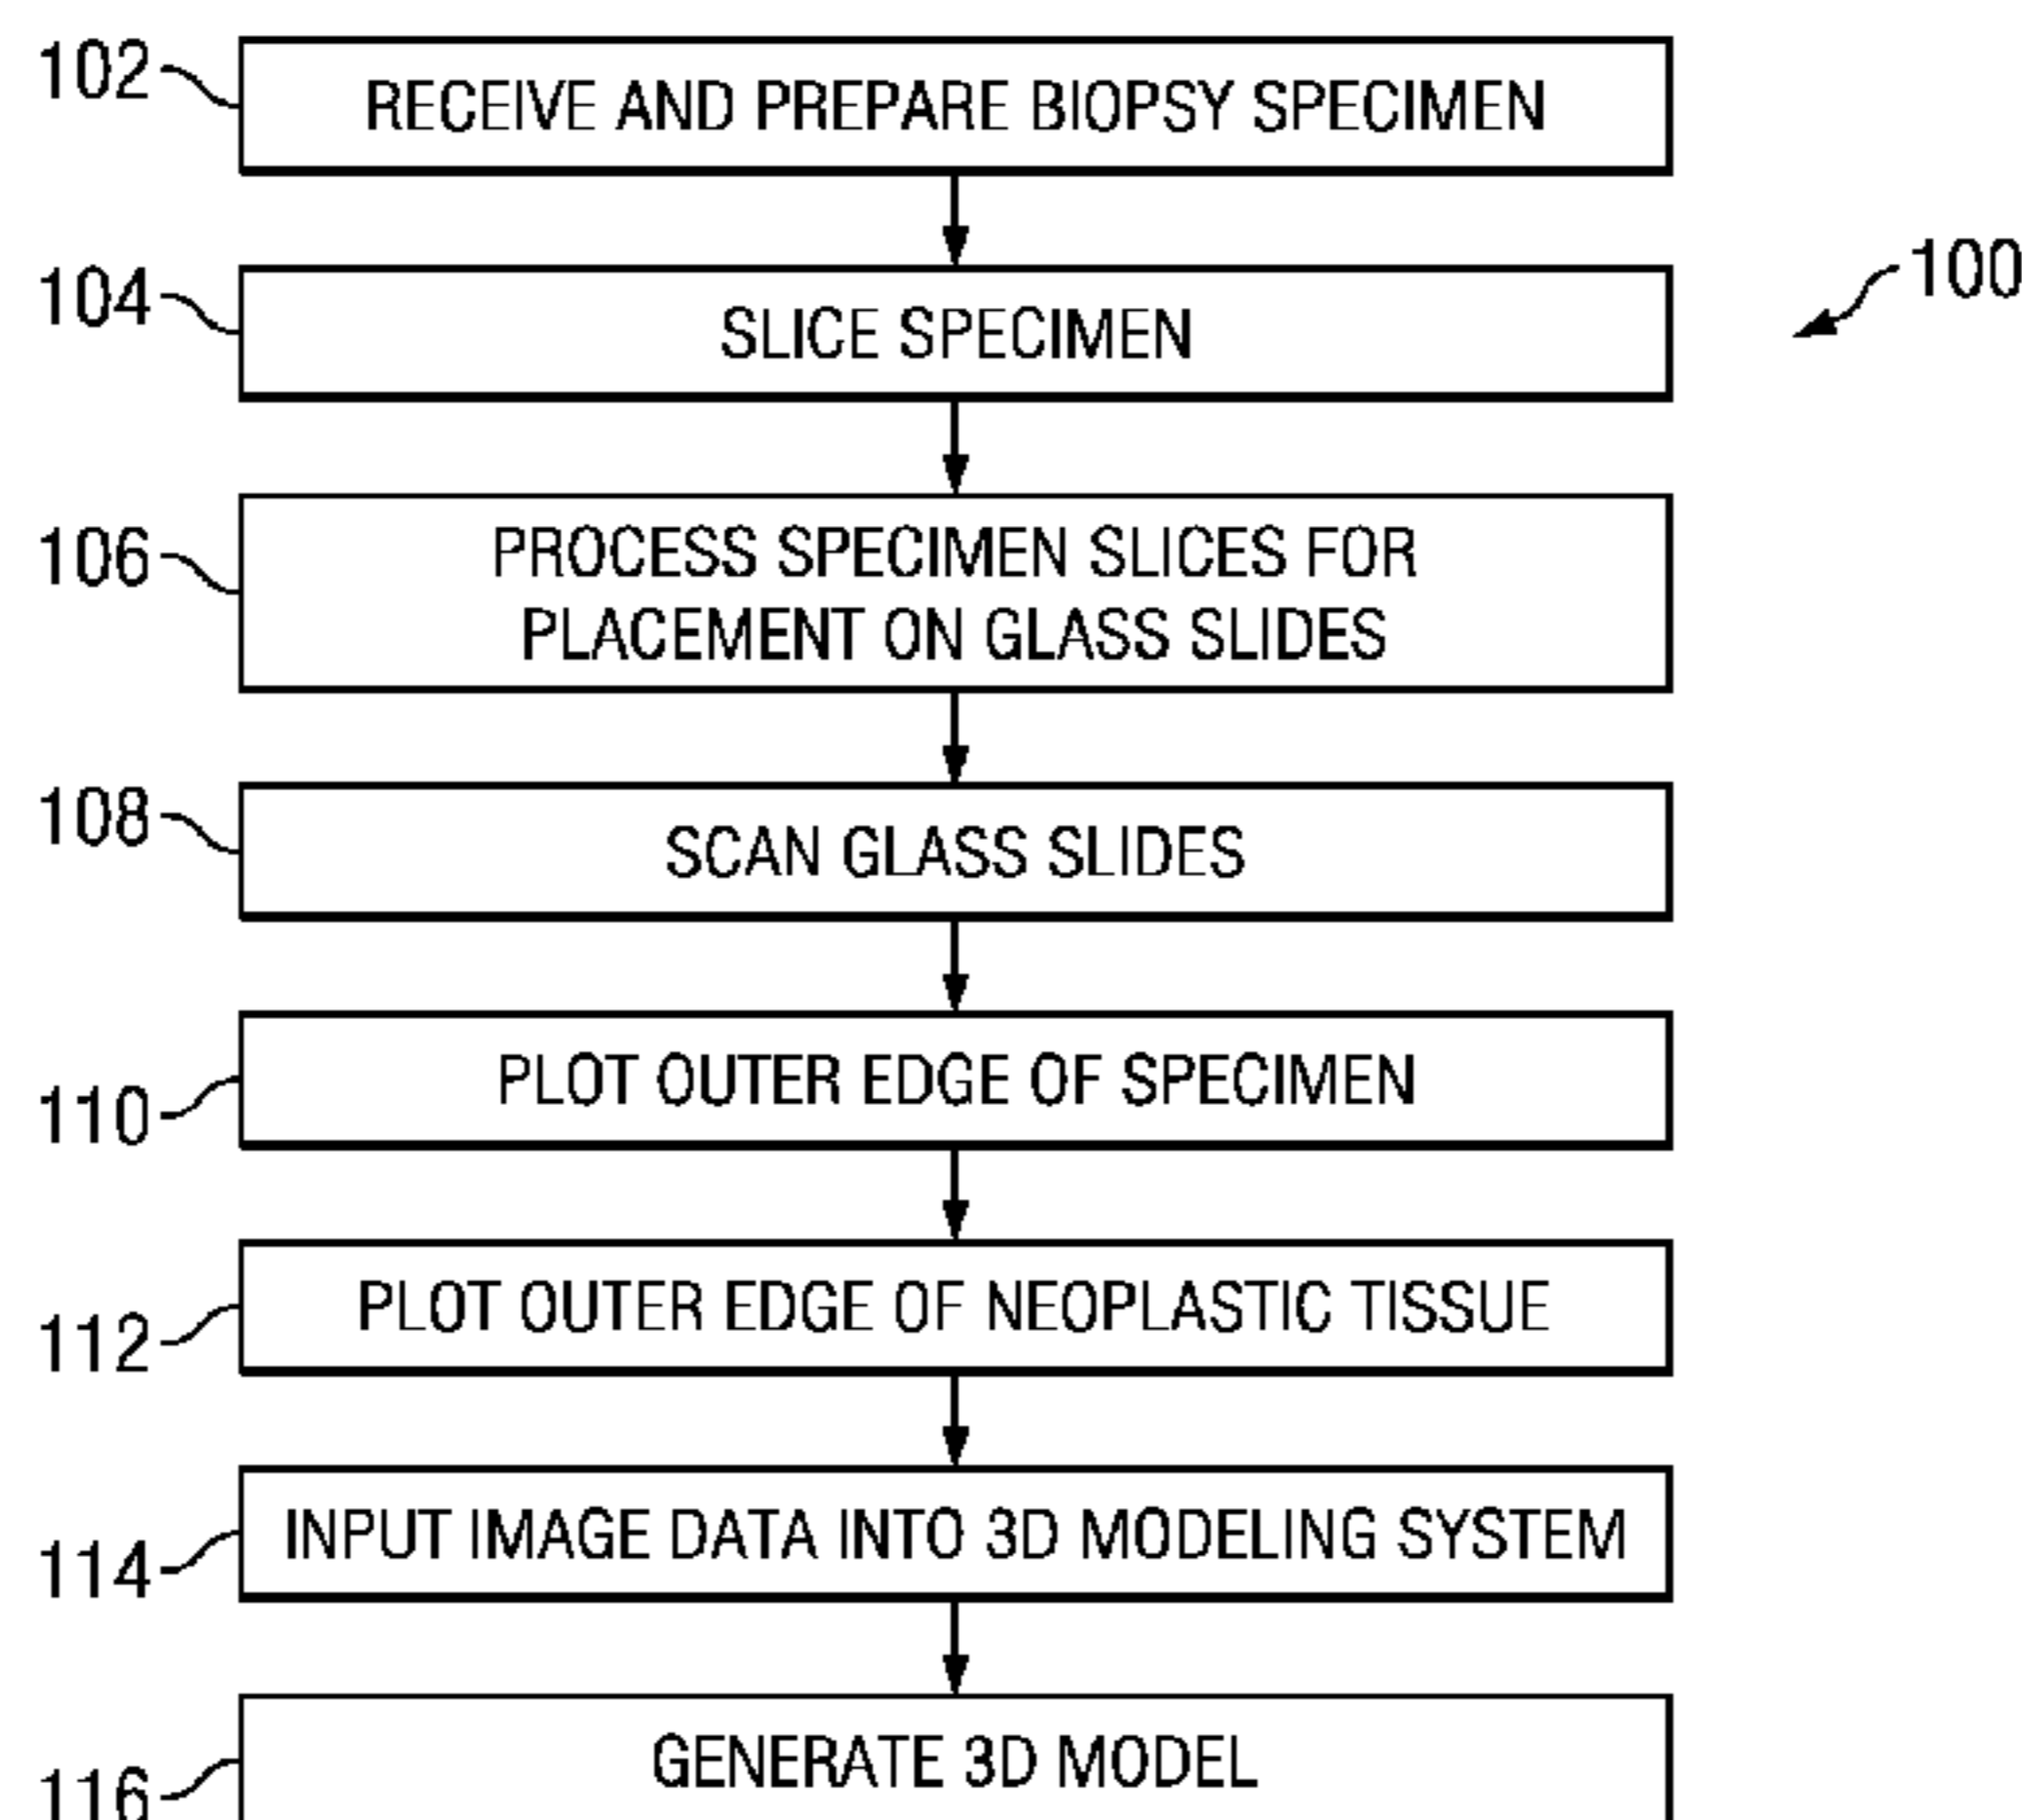 102
RECEIVE AND PREPARE BIOPSY SPECIMEN
100
104
SLICE SPECIMEN
106
PROCESS SPECIMEN SLICES FOR
PLACEMENT ON GLASS SLIDES
108
SCAN GLASS SLIDES
110
PLOT OUTER EDGE OF SPECIMEN
112
PLOT OUTER EDGE OF NEOPLASTIC TISSUE
114
INPUT IMAGE DATA INTO 3D MODELING SYSTEM
116
GENERATE 3D MODEL